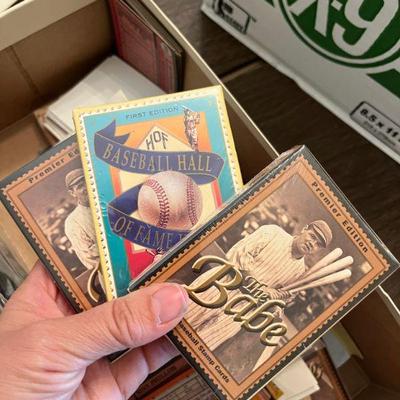 FIRST EDITION
HOF
BASEBALL HALL
OF FAME
Premier Edition
Premier Edition
The
Babe
Baseball Stamp Cards
X-9
8.5 x 11